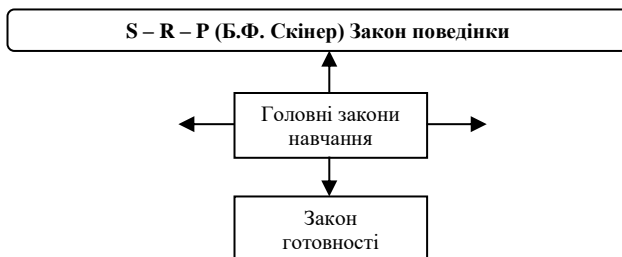 S – R – P (Б.Ф. Скінер) Закон поведінки
Головні закони
навчання
Закон
готовності